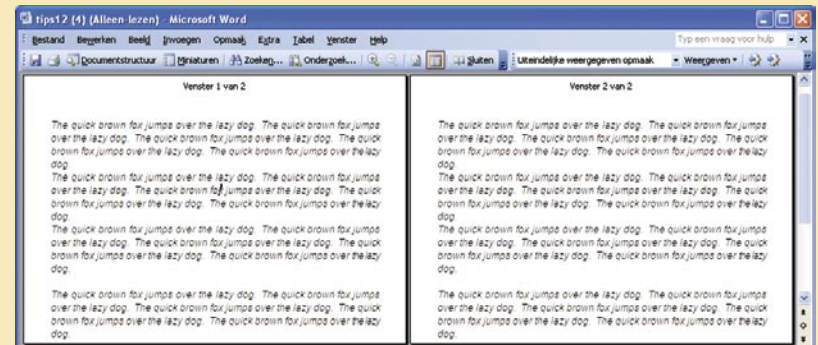 tips12 (4) (Alleen-lezen) - Microsoft Word
Bestand Bewerken Beeld Invoegen Opmaak Extra Tabel Venster Help Typ een vraag voor hulp
Documentstructuur Miniaturen Zoeken... Onderzoek... Sluiten Uiteindelijke weergegeven opmaak Weergeven
Venster 1 van 2
The quick brown fox jumps over the lazy dog. The quick brown fox jumps
over the lazy dog. The quick brown fox jumps over the lazy dog. The quick
brown fox jumps over the lazy dog. The quick brown fox jumps over the lazy
dog.
The quick brown fox jumps over the lazy dog. The quick brown fox jumps
over the lazy dog. The quick brown fox jumps over the lazy dog. The quick
brown fox jumps over the lazy dog. The quick brown fox jumps over the lazy
dog.
The quick brown fox jumps over the lazy dog. The quick brown fox jumps
over the lazy dog. The quick brown fox jumps over the lazy dog. The quick
brown fox jumps over the lazy dog. The quick brown fox jumps over the lazy
dog.
The quick brown fox jumps over the lazy dog. The quick brown fox jumps
over the lazy dog. The quick brown fox jumps over the lazy dog. The quick
brown fox jumps over the lazy dog. The quick brown fox jumps over the lazy
dog.
Venster 2 van 2
The quick brown fox jumps over the lazy dog. The quick brown fox jumps
over the lazy dog. The quick brown fox jumps over the lazy dog. The quick
brown fox jumps over the lazy dog. The quick brown fox jumps over the lazy
dog.
The quick brown fox jumps over the lazy dog. The quick brown fox jumps
over the lazy dog. The quick brown fox jumps over the lazy dog. The quick
brown fox jumps over the lazy dog. The quick brown fox jumps over the lazy
dog.
The quick brown fox jumps over the lazy dog. The quick brown fox jumps
over the lazy dog. The quick brown fox jumps over the lazy dog. The quick
brown fox jumps over the lazy dog. The quick brown fox jumps over the lazy
dog.
The quick brown fox jumps over the lazy dog. The quick brown fox jumps
over the lazy dog. The quick brown fox jumps over the lazy dog. The quick
brown fox jumps over the lazy dog. The quick brown fox jumps over the lazy
dog.